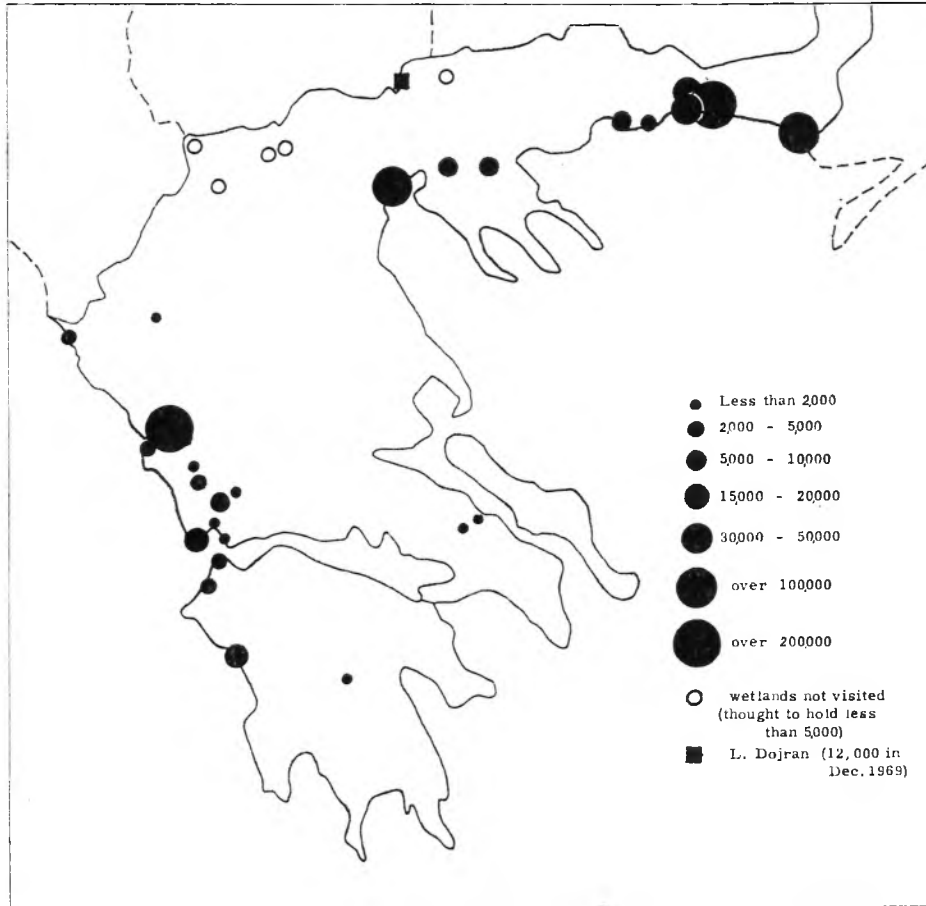 Less than 2,000
2,000 - 5,000
5,000 - 10,000
15,000 - 20,000
30,000 - 50,000
over 100,000
over 200,000
wetlands not visited
(thought to hold less
than 5,000)
L. Dojran (12,000 in
Dec. 1969)